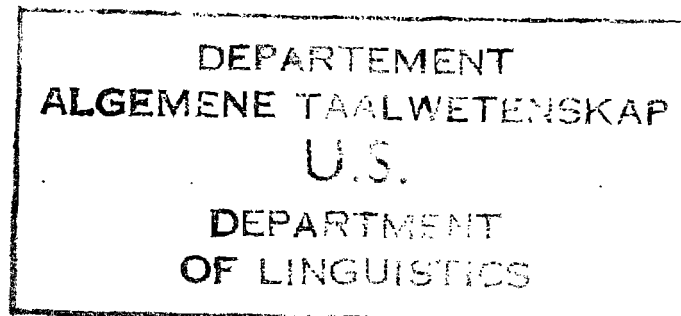 DEPARTEMENT
ALGEMENE TAALWETENSKAP
U.S.
DEPARTMENT
OF LINGUISTICS